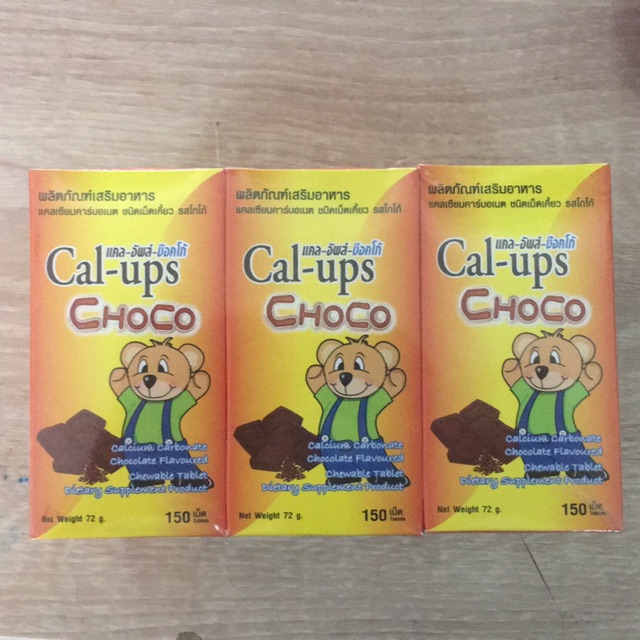 ผลิตภัณฑ์เสริมอาหาร
แคลเซียมคาร์บอเนต ชนิดเม็ดเคี้ยว รสโกโก้
แคล-อัพส์-ช็อคโก้
Cal-ups
CHOCO
Calcium Carbonate
Chocolate Flavoured
Chewable Tablet
Dietary Supplement Product
Net Weight 72 g.
150 เม็ด
Tablets
ผลิตภัณฑ์เสริมอาหาร
แคลเซียมคาร์บอเนต ชนิดเม็ดเคี้ยว รสโกโก้
แคล-อัพส์-ช็อคโก้
Cal-ups
CHOCO
Calcium Carbonate
Chocolate Flavoured
Chewable Tablet
Dietary Supplement Product
Net Weight 72 g.
150 เม็ด
Tablets
ผลิตภัณฑ์เสริมอาหาร
แคลเซียมคาร์บอเนต ชนิดเม็ดเคี้ยว รสโกโก้
แคล-อัพส์-ช็อคโก้
Cal-ups
CHOCO
Calcium Carbonate
Chocolate Flavoured
Chewable Tablet
Dietary Supplement Product
Net Weight 72 g.
150 เม็ด
Tablets